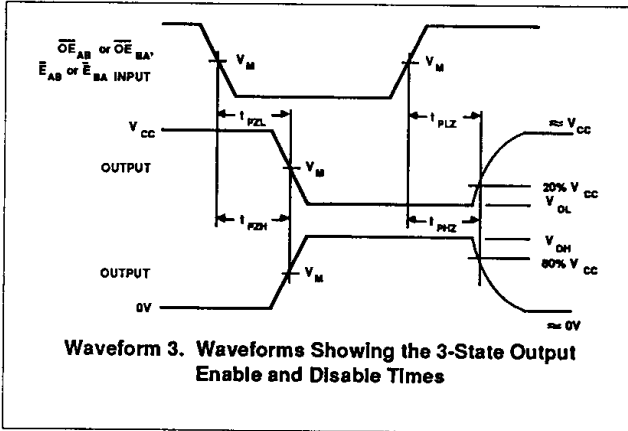 OE_AB or OE_BA,
E_AB or E_BA INPUT
V_M
V_M
t_PZL
t_PLZ
V_CC
≈ V_CC
OUTPUT
V_M
20% V_CC
V_OL
t_PZH
t_PHZ
V_OH
80% V_CC
OUTPUT
V_M
0V
≈ 0V
Waveform 3. Waveforms Showing the 3-State Output
Enable and Disable Times